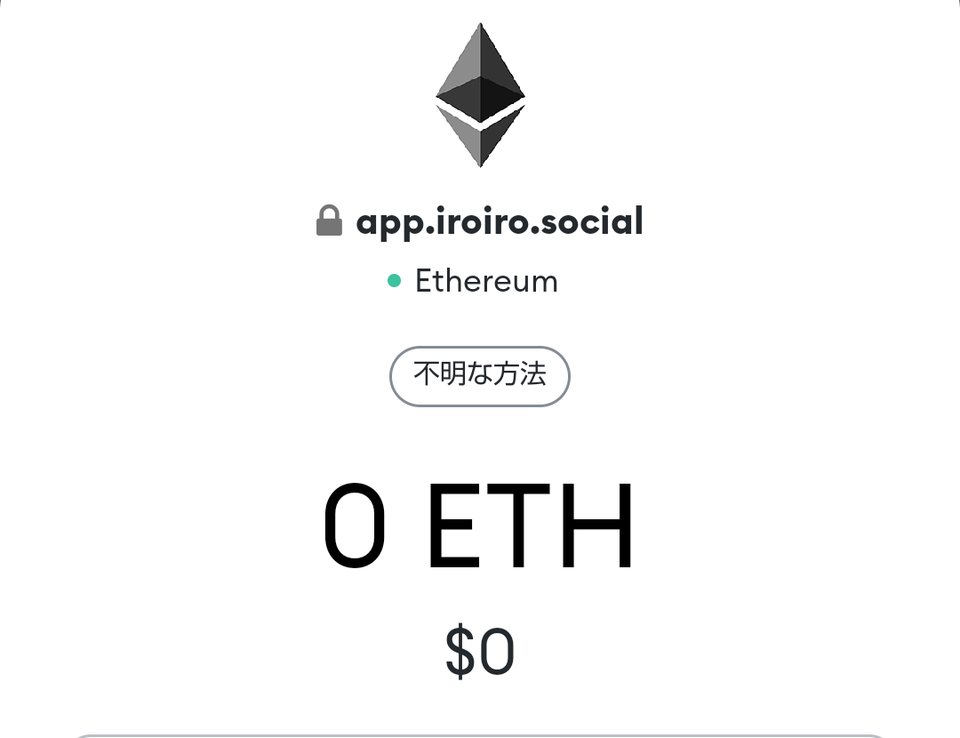 app.iroiro.social
Ethereum
不明な方法
0 ETH
$0